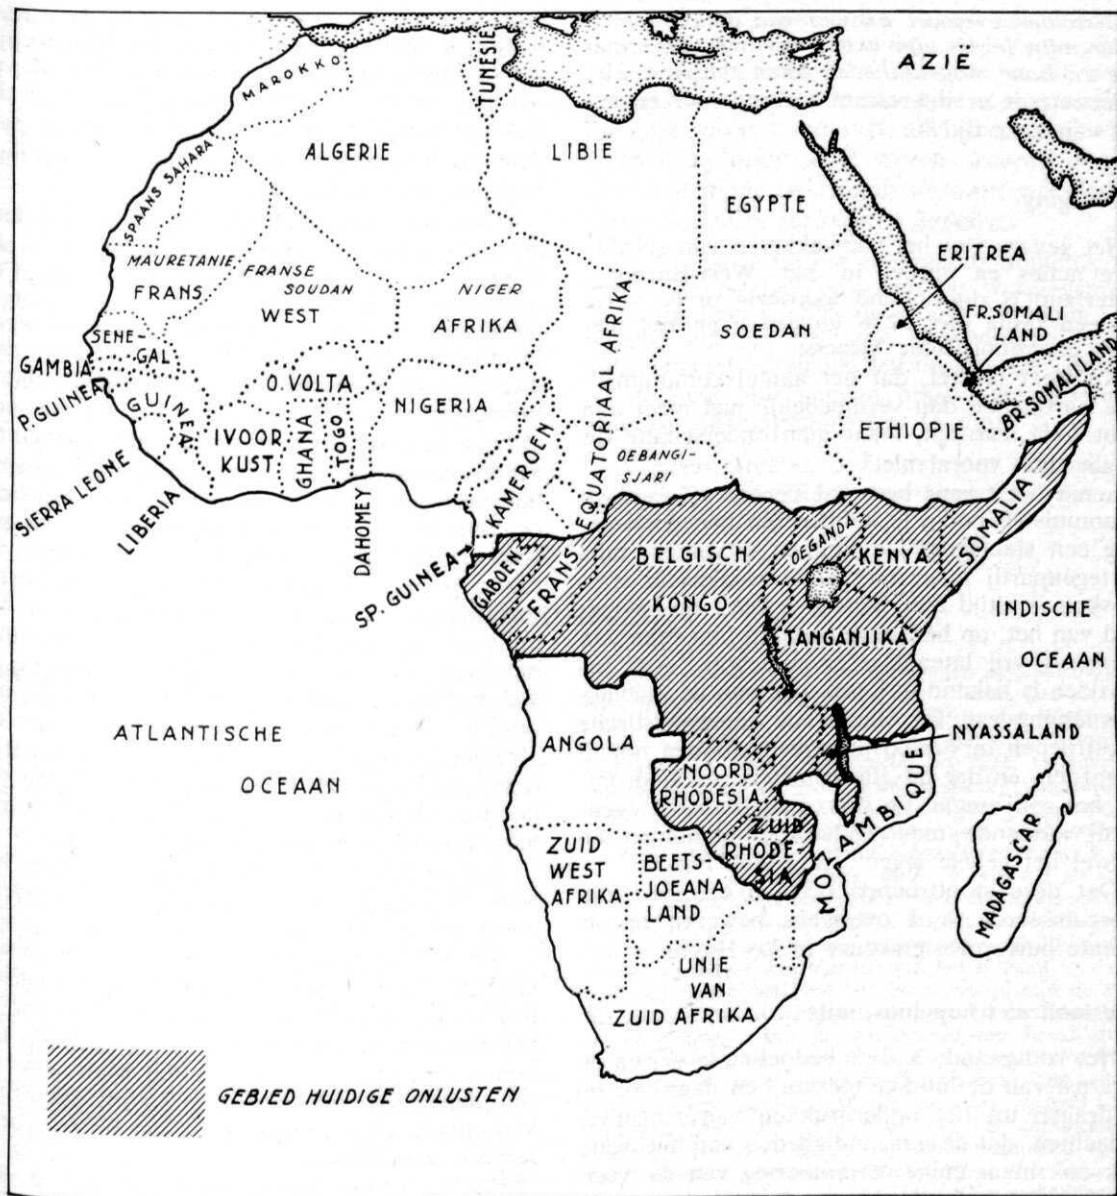 AZIE
MAROKKO
TUNESIE
ALGERIE
LIBIE
SPAANS SAHARA
EGYPTE
ERITREA
MAURETANIE
FRANSE
SOUDAN
NIGER
FRANS
WEST
AFRIKA
SOEDAN
FR. SOMALI
LAND
SENE-
GAL
GAMBIA
P. GUINEA
GUINEA
O. VOLTA
NIGERIA
EQUATORIAAL AFRIKA
BR. SOMALILAND
IVOOR
KUST
GHANA
TOGO
KAMEROEN
OEBANGI-
SJARI
ETHIOPIE
SIERRA LEONE
LIBERIA
DAHOMEY
SOMALIA
SP. GUINEA
GABOEN
FRANS
BELGISCH
KONGO
OEGANDA
KENYA
TANGANJIKA
INDISCHE
OCEAAN
ATLANTISCHE
OCEAAN
ANGOLA
NYASSALAND
NOORD
RHODESIA
ZUID
RHODE-
SIA
MOZAMBIQUE
MADAGASCAR
ZUID
WEST
AFRIKA
BEETS-
JOEANA
LAND
UNIE
VAN
ZUID AFRIKA
GEBIED HUIDIGE ONLUSTEN